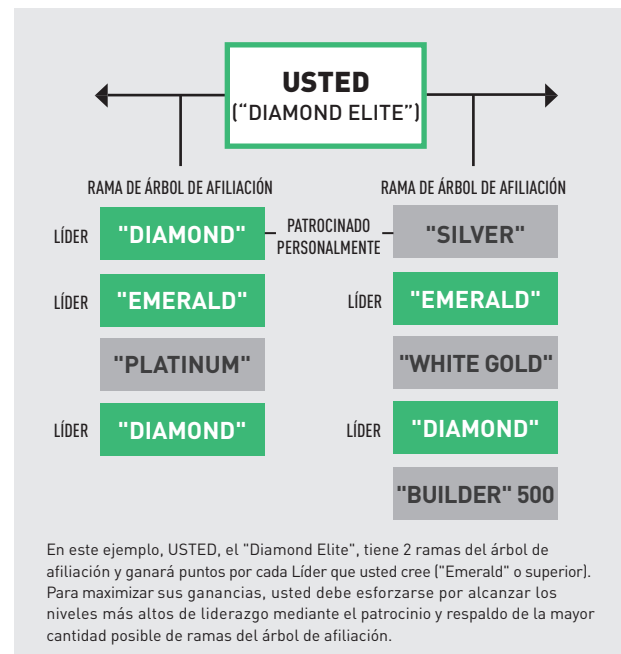 USTED
("DIAMOND ELITE")
RAMA DE ÁRBOL DE AFILIACIÓN
RAMA DE ÁRBOL DE AFILIACIÓN
LÍDER "DIAMOND" PATROCINADO PERSONALMENTE "SILVER"
LÍDER "EMERALD" LÍDER "EMERALD"
"PLATINUM" "WHITE GOLD"
LÍDER "DIAMOND" LÍDER "DIAMOND"
"BUILDER" 500
En este ejemplo, USTED, el "Diamond Elite", tiene 2 ramas del árbol de
afiliación y ganará puntos por cada Líder que usted cree ("Emerald" o superior).
Para maximizar sus ganancias, usted debe esforzarse por alcanzar los
niveles más altos de liderazgo mediante el patrocinio y respaldo de la mayor
cantidad posible de ramas del árbol de afiliación.